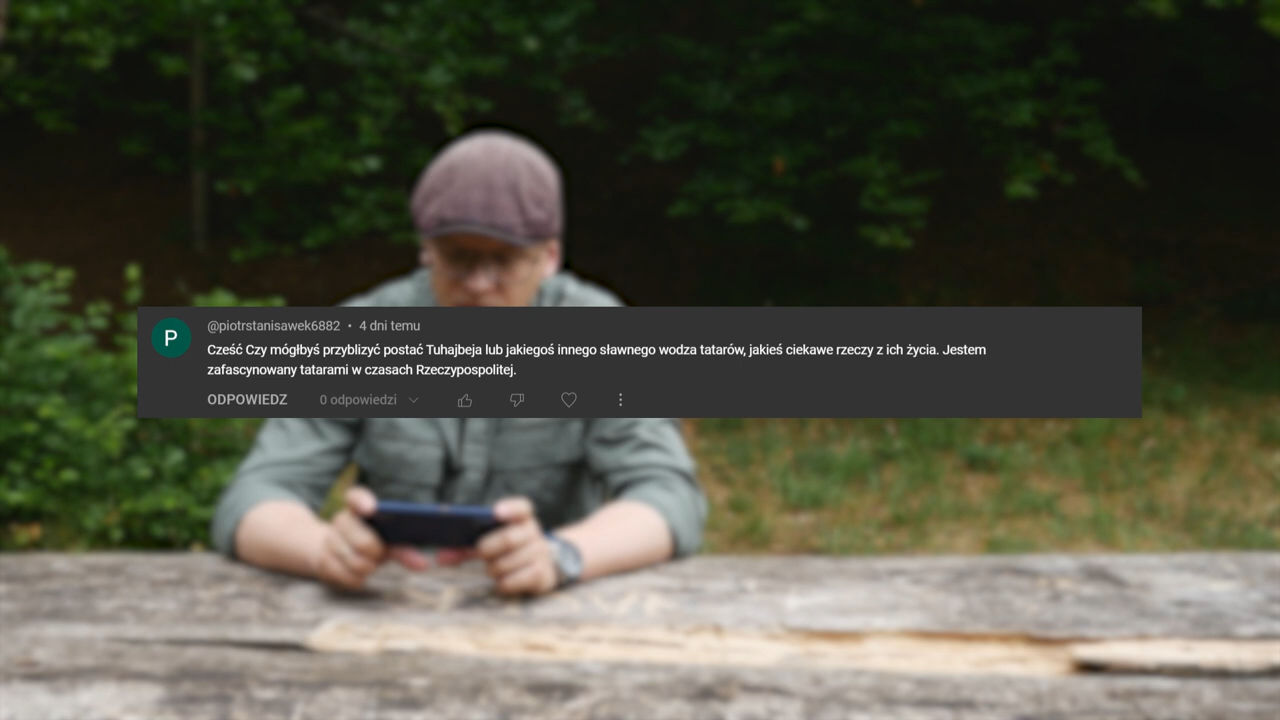 P
@piotrstanisawek6882 • 4 dni temu
Cześć Czy mógłbyś przyblizyć postać Tuhajbeja lub jakiegoś innego sławnego wodza tatarów, jakieś ciekawe rzeczy z ich życia. Jestem
zafascynowany tatarami w czasach Rzeczypospolitej.
ODPOWIEDZ 0 odpowiedzi